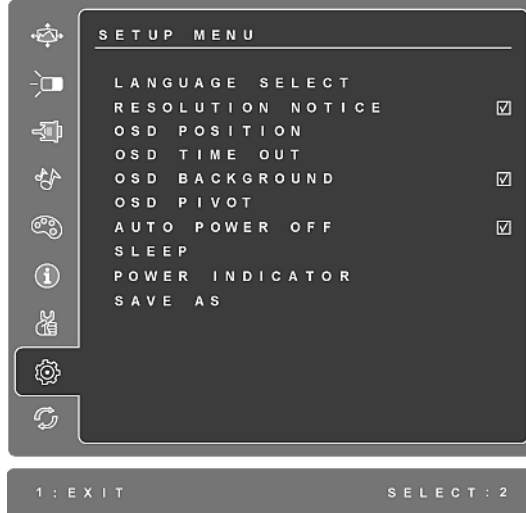 SETUP MENU
LANGUAGE SELECT
RESOLUTION NOTICE ☑
OSD POSITION
OSD TIME OUT
OSD BACKGROUND ☑
OSD PIVOT
AUTO POWER OFF ☑
SLEEP
POWER INDICATOR
SAVE AS
1:EXIT SELECT:2